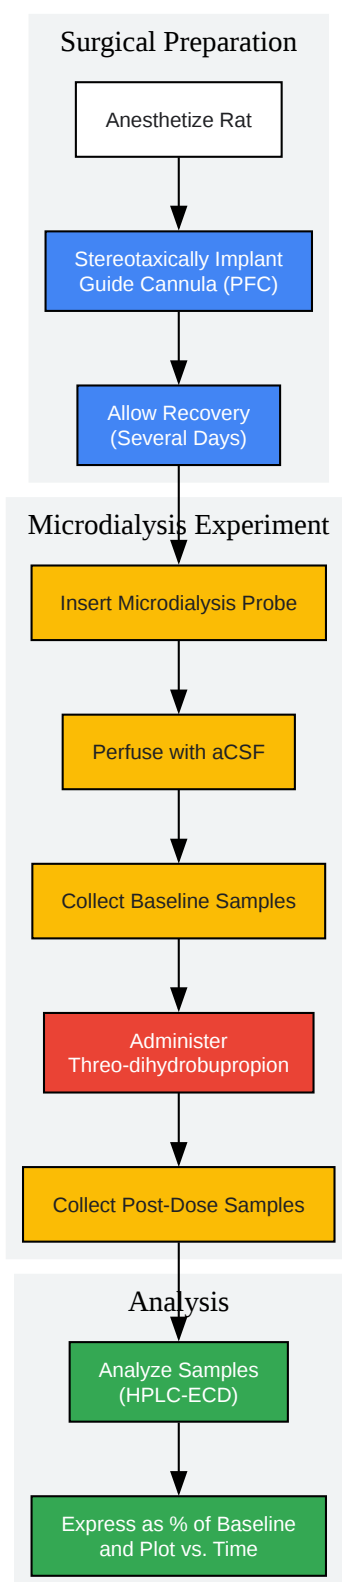 Surgical Preparation
Anesthetize Rat
Stereotaxically Implant
Guide Cannula (PFC)
Allow Recovery
(Several Days)
Microdialysis Experiment
Insert Microdialysis Probe
Perfuse with aCSF
Collect Baseline Samples
Administer
Threo-dihydrobupropion
Collect Post-Dose Samples
Analysis
Analyze Samples
(HPLC-ECD)
Express as % of Baseline
and Plot vs. Time